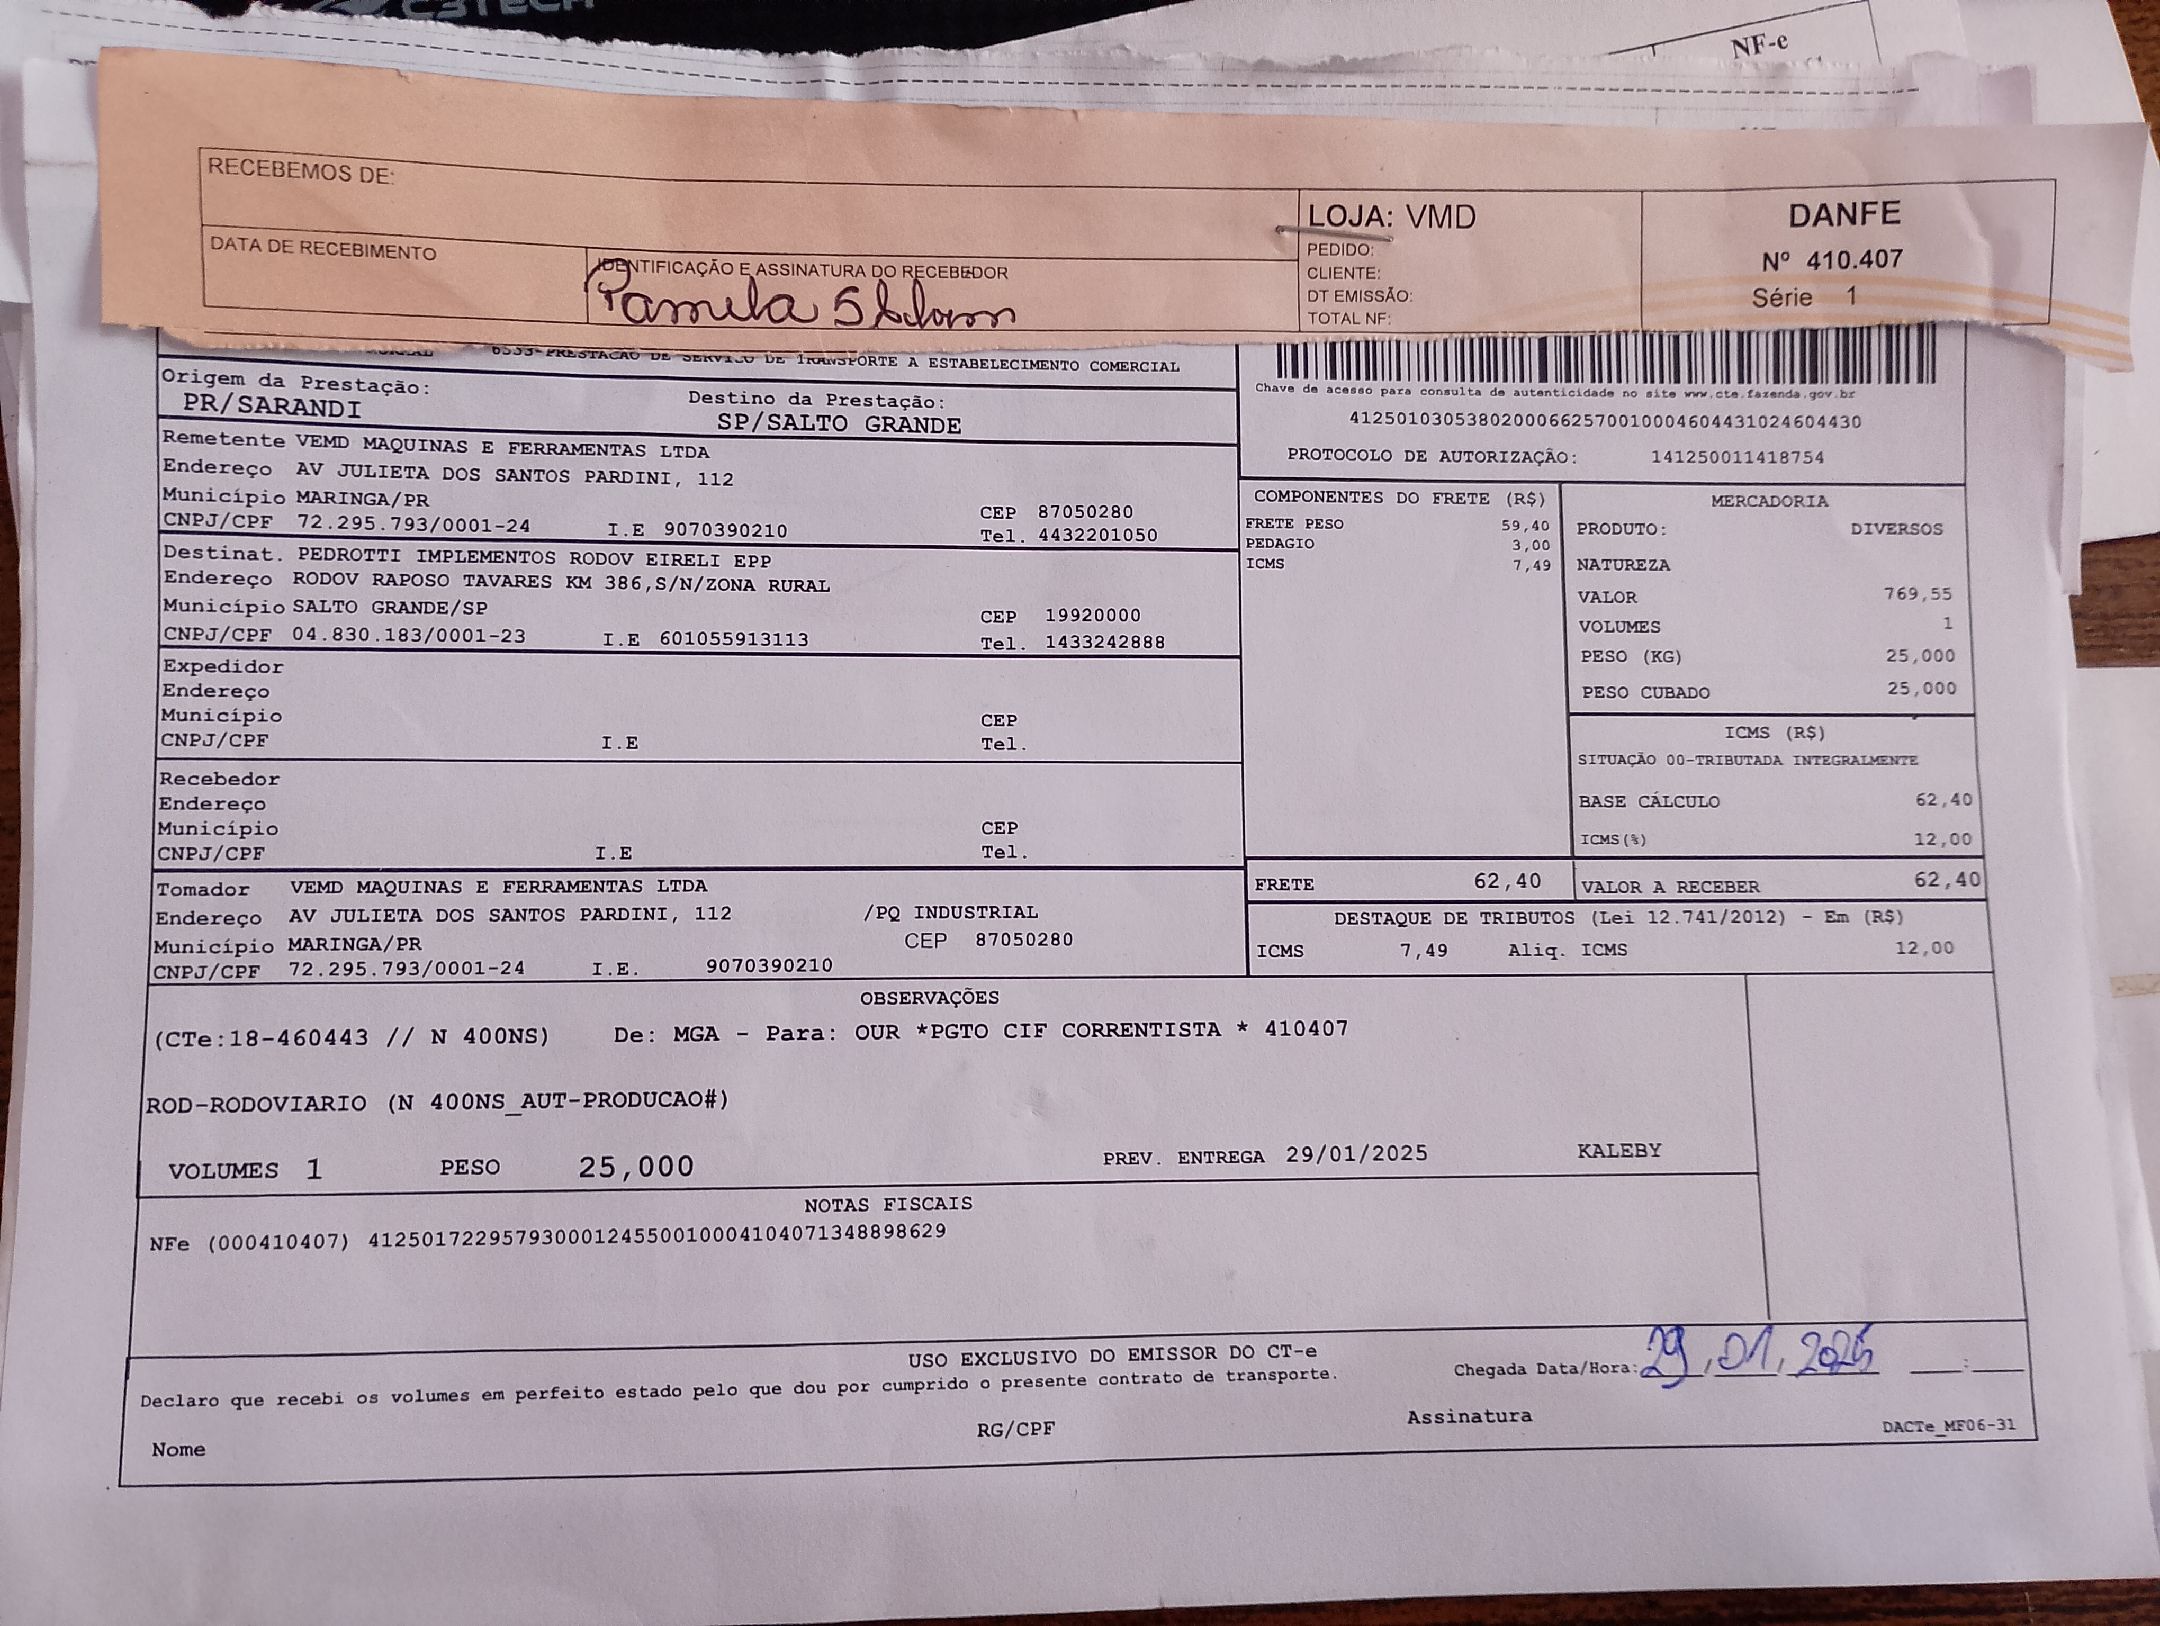 C3TECH
NF-e
RECEBEMOS DE:
DATA DE RECEBIMENTO
IDENTIFICAÇÃO E ASSINATURA DO RECEBEDOR
Pamela
LOJA: VMD
PEDIDO:
CLIENTE:
DT EMISSÃO:
TOTAL NF:
DANFE
Nº 410.407
Série 1
PRESTACAO DE SERVICO DE TRANSPORTE A ESTABELECIMENTO COMERCIAL
Origem da Prestação:
PR/SARANDI
Destino da Prestação:
SP/SALTO GRANDE
Chave de acesso para consulta de autenticidade no site www.cte.fazenda.gov.br
41250103053802000662570010004604431024604430
PROTOCOLO DE AUTORIZAÇÃO: 141250011418754
Remetente VEMD MAQUINAS E FERRAMENTAS LTDA
Endereço AV JULIETA DOS SANTOS PARDINI, 112
Município MARINGA/PR CEP 87050280
CNPJ/CPF 72.295.793/0001-24 I.E 9070390210 Tel. 4432201050
Destinat. PEDROTTI IMPLEMENTOS RODOV EIRELI EPP
Endereço RODOV RAPOSO TAVARES KM 386,S/N/ZONA RURAL
Município SALTO GRANDE/SP CEP 19920000
CNPJ/CPF 04.830.183/0001-23 I.E 601055913113 Tel. 1433242888
Expedidor
Endereço
Município CEP
CNPJ/CPF I.E Tel.
Recebedor
Endereço
Município CEP
CNPJ/CPF I.E Tel.
Tomador VEMD MAQUINAS E FERRAMENTAS LTDA
Endereço AV JULIETA DOS SANTOS PARDINI, 112 /PQ INDUSTRIAL
Município MARINGA/PR CEP 87050280
CNPJ/CPF 72.295.793/0001-24 I.E. 9070390210
COMPONENTES DO FRETE (R$)
FRETE PESO 59,40
PEDAGIO 3,00
ICMS 7,49
MERCADORIA
PRODUTO: DIVERSOS
NATUREZA
VALOR 769,55
VOLUMES 1
PESO (KG) 25,000
PESO CUBADO 25,000
ICMS (R$)
SITUAÇÃO 00-TRIBUTADA INTEGRALMENTE
BASE CÁLCULO 62,40
ICMS(%) 12,00
FRETE 62,40
VALOR A RECEBER 62,40
DESTAQUE DE TRIBUTOS (Lei 12.741/2012) - Em (R$)
ICMS 7,49 Aliq. ICMS 12,00
OBSERVAÇÕES
(CTe:18-460443 // N 400NS) De: MGA - Para: OUR *PGTO CIF CORRENTISTA * 410407
ROD-RODOVIARIO (N 400NS_AUT-PRODUCAO#)
VOLUMES 1 PESO 25,000 PREV. ENTREGA 29/01/2025 KALEBY
NOTAS FISCAIS
NFe (000410407) 41250172295793000124550010004104071348898629
USO EXCLUSIVO DO EMISSOR DO CT-e
Declaro que recebi os volumes em perfeito estado pelo que dou por cumprido o presente contrato de transporte.
Chegada Data/Hora: 29, 01, 2025 __:__
Nome RG/CPF Assinatura
DACTe_MF06-31